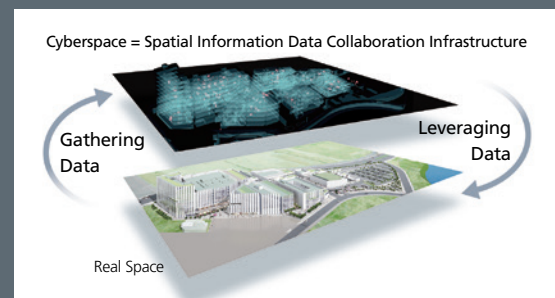 Cyberspace = Spatial Information Data Collaboration Infrastructure
Gathering
Data
Leveraging
Data
Real Space